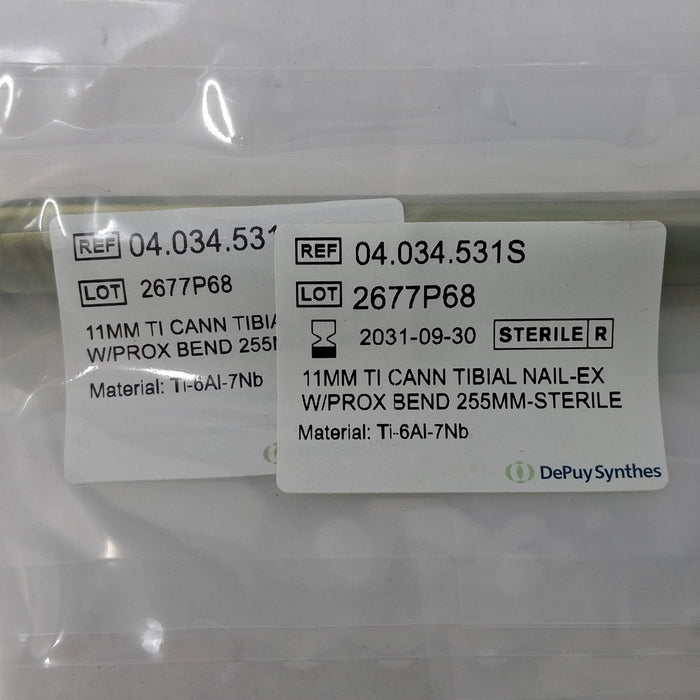 REF 04.034.531
LOT 2677P68
11MM TI CANN
W/PROX BEND
Material: Ti-6Al-7Nb
REF 04.034.531S
LOT 2677P68
2031-09-30 STERILE R
11MM TI CANN TIBIAL NAIL-EX
W/PROX BEND 255MM-STERILE
Material: Ti-6Al-7Nb
DePuy Synthes